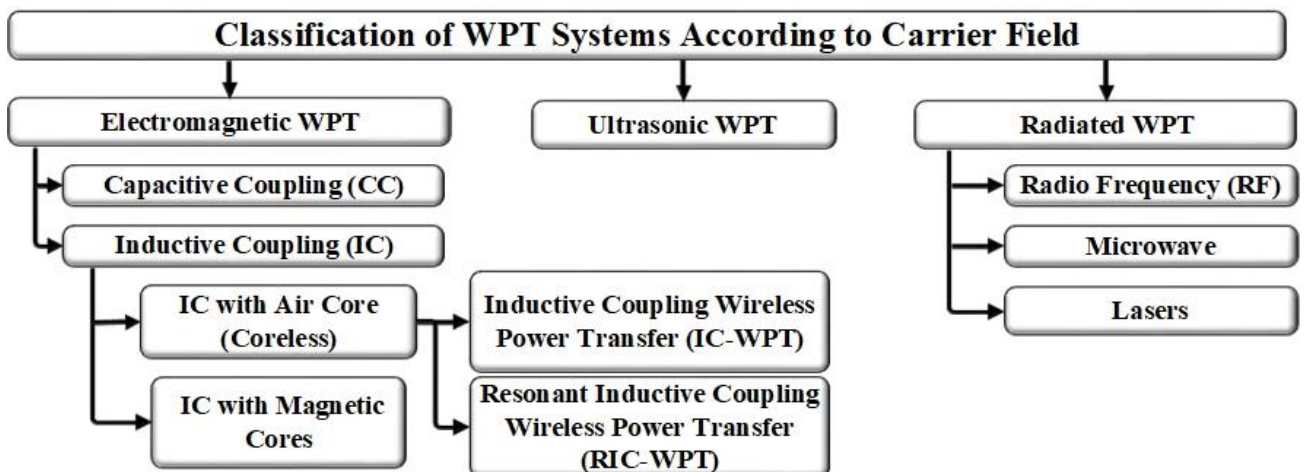 Classification of WPT Systems According to Carrier Field
Electromagnetic WPT
Ultrasonic WPT
Radiated WPT
Capacitive Coupling (CC)
Inductive Coupling (IC)
IC with Air Core
(Coreless)
IC with Magnetic
Cores
Inductive Coupling Wireless
Power Transfer (IC-WPT)
Resonant Inductive Coupling
Wireless Power Transfer
(RIC-WPT)
Radio Frequency (RF)
Microwave
Lasers